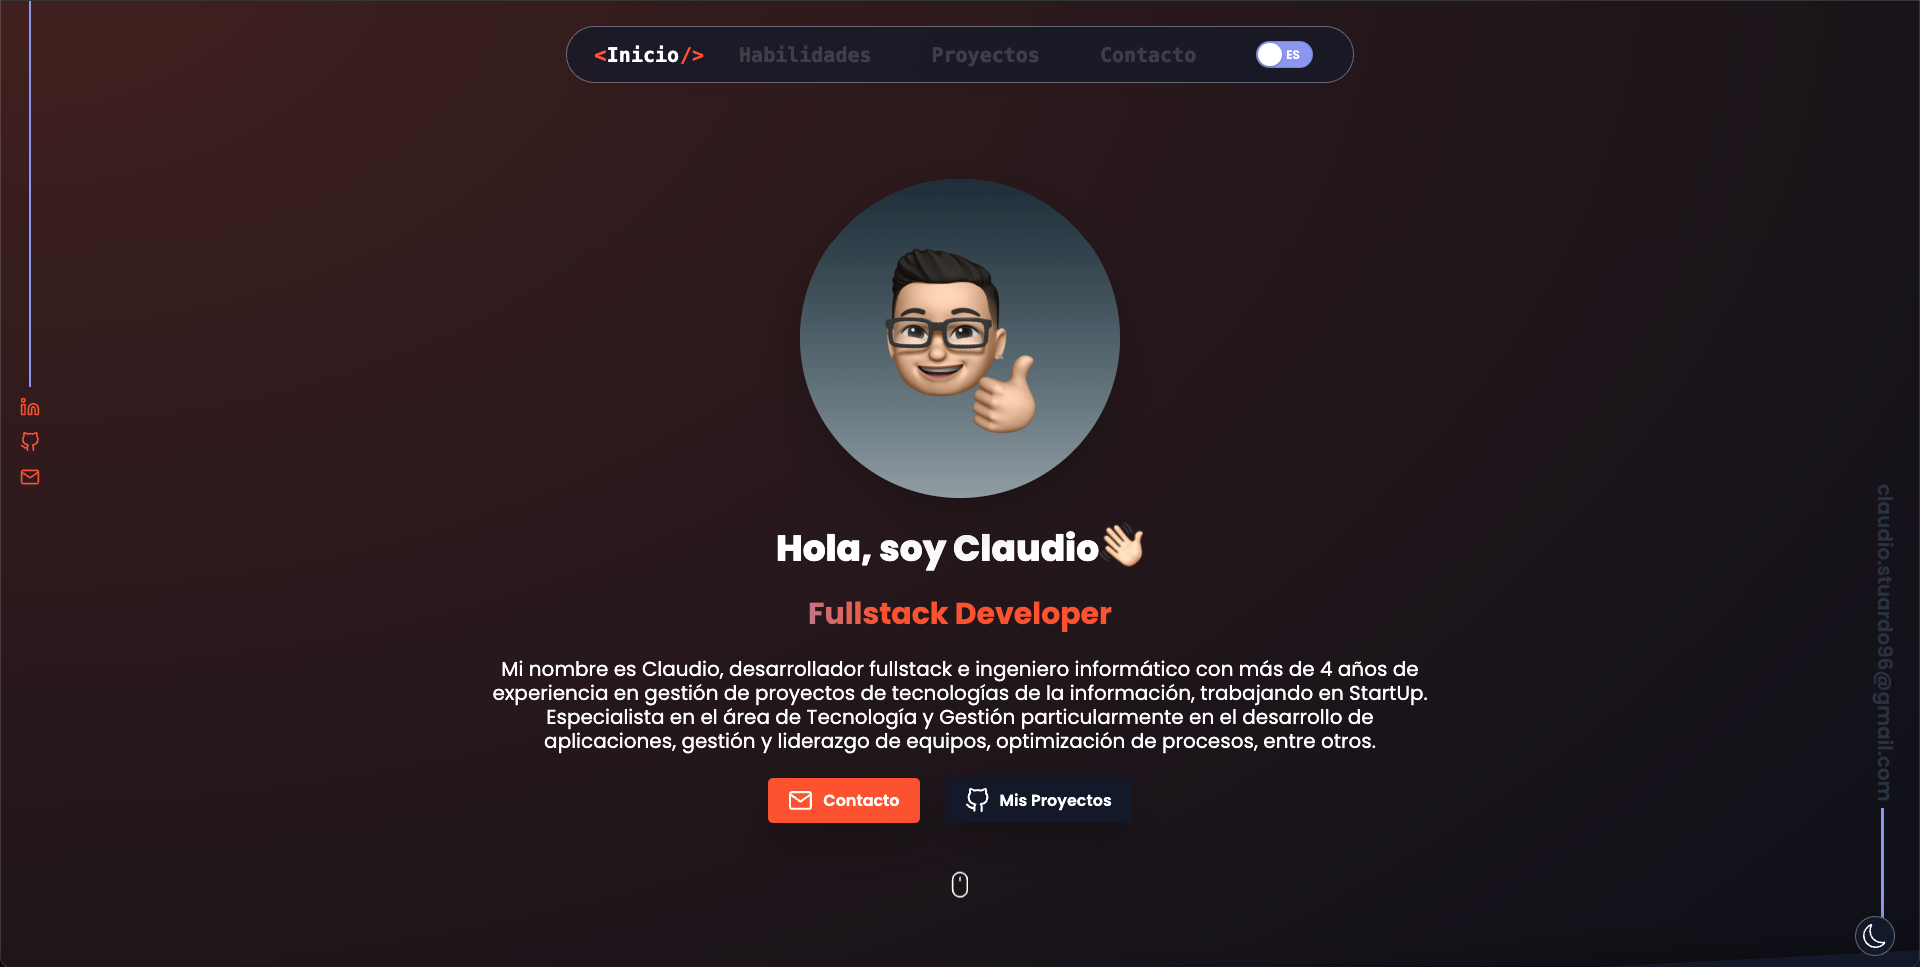 <Inicio/> Habilidades Proyectos Contacto ES
Hola, soy Claudio👋🏻
Fullstack Developer
Mi nombre es Claudio, desarrollador fullstack e ingeniero informático con más de 4 años de
experiencia en gestión de proyectos de tecnologías de la información, trabajando en StartUp.
Especialista en el área de Tecnología y Gestión particularmente en el desarrollo de
aplicaciones, gestión y liderazgo de equipos, optimización de procesos, entre otros.
Contacto Mis Proyectos
claudio.stuardo96@gmail.com